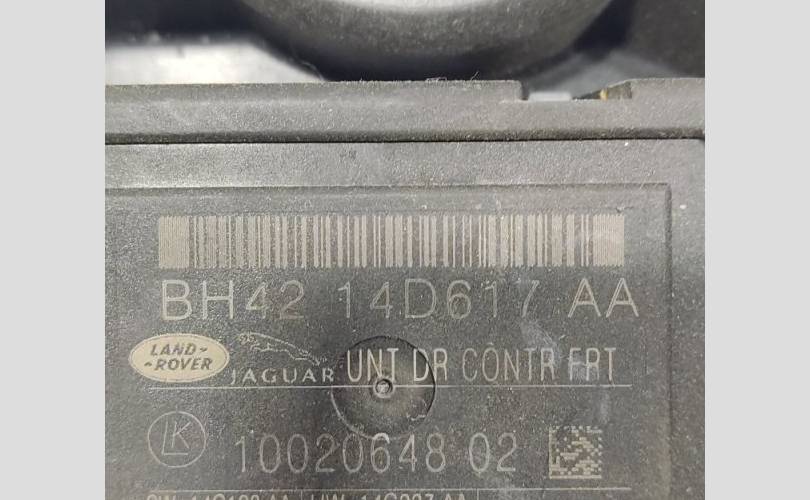 BH42 14D617 AA
LAND-
-ROVER
JAGUAR UNT DR CONTR FRT
LK 10020648 02